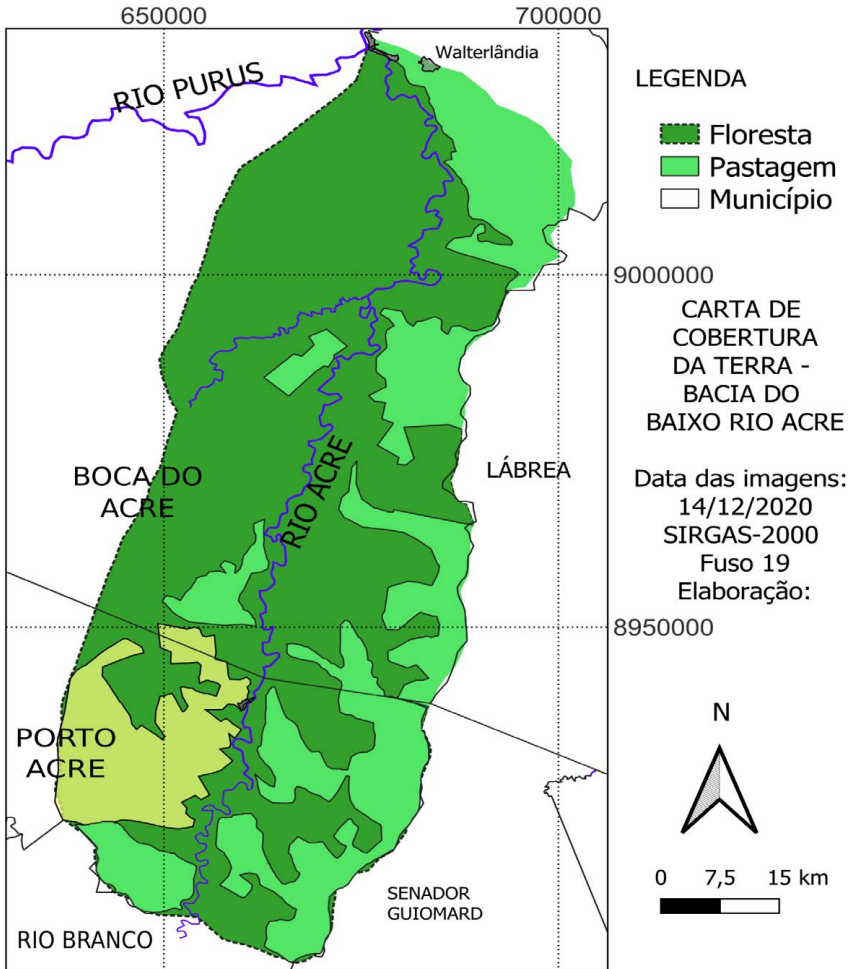 650000
700000
Walterlândia
RIO PURUS
LEGENDA
Floresta
Pastagem
Município
9000000
CARTA DE
COBERTURA
DA TERRA -
BACIA DO
BAIXO RIO ACRE
RIO ACRE
LÁBREA
BOCA DO
ACRE
Data das imagens:
14/12/2020
SIRGAS-2000
Fuso 19
Elaboração:
8950000
PORTO
ACRE
N
0 7,5 15 km
SENADOR
GUIOMARD
RIO BRANCO